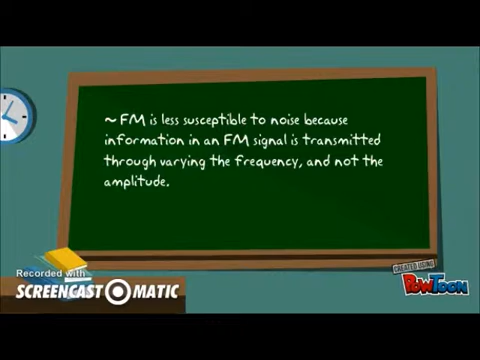 ~ FM is less susceptible to noise because
information in an FM signal is transmitted
through varying the frequency, and not the
amplitude.
Recorded with
SCREENCAST MATIC
CREATED USING
POWTOON